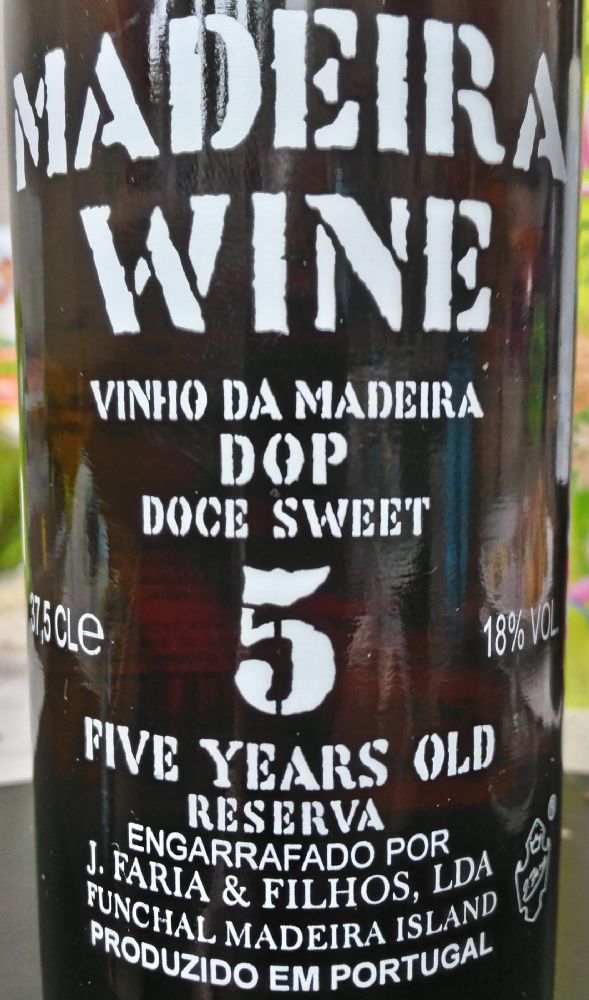 MADEIRA
WINE
VINHO DA MADEIRA
DOP
DOCE SWEET
5
37,5 CL e
18% VOL
FIVE YEARS OLD
RESERVA
ENGARRAFADO POR
J. FARIA & FILHOS, LDA
FUNCHAL MADEIRA ISLAND
PRODUZIDO EM PORTUGAL
®